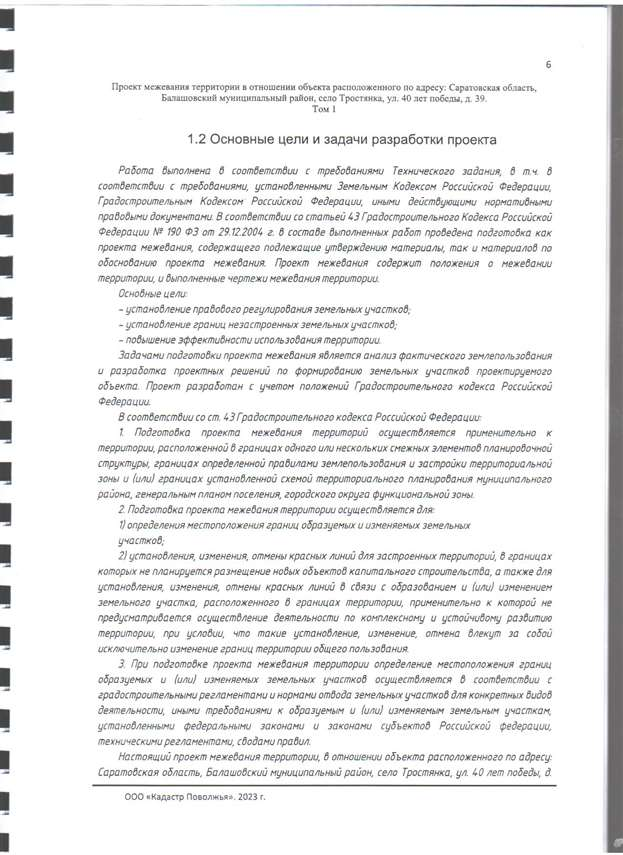 6
Проект межевания территории в отношении объекта расположенного по адресу: Саратовская область,
Балашовский муниципальный район, село Тростянка, ул. 40 лет победы, д. 39.
Том 1
1.2 Основные цели и задачи разработки проекта
Работа выполнена в соответствии с требованиями Технического задания, в т.ч. в
соответствии с требованиями, установленными Земельным Кодексом Российской Федерации,
Градостроительным Кодексом Российской Федерации, иными действующими нормативными
правовыми документами. В соответствии со статьей 43 Градостроительного Кодекса Российской
Федерации № 190 ФЗ от 29.12.2004 г. в составе выполненных работ проведена подготовка как
проекта межевания, содержащего подлежащие утверждению материалы, так и материалов по
обоснованию проекта межевания. Проект межевания содержит положения о межевании
территории, и выполненные чертежи межевания территории.
Основные цели:
– установление правового регулирования земельных участков;
– установление границ незастроенных земельных участков;
– повышение эффективности использования территории.
Задачами подготовки проекта межевания является анализ фактического землепользования
и разработка проектных решений по формированию земельных участков проектируемого
объекта. Проект разработан с учетом положений Градостроительного кодекса Российской
Федерации.
В соответствии со ст. 43 Градостроительного кодекса Российской Федерации:
1. Подготовка проекта межевания территорий осуществляется применительно к
территории, расположенной в границах одного или нескольких смежных элементов планировочной
структуры, границах определенной правилами землепользования и застройки территориальной
зоны и (или) границах установленной схемой территориального планирования муниципального
района, генеральным планом поселения, городского округа функциональной зоны.
2. Подготовка проекта межевания территории осуществляется для:
1) определения местоположения границ образуемых и изменяемых земельных
участков;
2) установления, изменения, отмены красных линий для застроенных территорий, в границах
которых не планируется размещение новых объектов капитального строительства, а также для
установления, изменения, отмены красных линий в связи с образованием и (или) изменением
земельного участка, расположенного в границах территории, применительно к которой не
предусматривается осуществление деятельности по комплексному и устойчивому развитию
территории, при условии, что такие установление, изменение, отмена влекут за собой
исключительно изменение границ территории общего пользования.
3. При подготовке проекта межевания территории определение местоположения границ
образуемых и (или) изменяемых земельных участков осуществляется в соответствии с
градостроительными регламентами и нормами отвода земельных участков для конкретных видов
деятельности, иными требованиями к образуемым и (или) изменяемым земельным участкам,
установленными федеральными законами и законами субъектов Российской федерации,
техническими регламентами, сводами правил.
Настоящий проект межевания территории, в отношении объекта расположенного по адресу:
Саратовская область, Балашовский муниципальный район, село Тростянка, ул. 40 лет победы, д.
ООО «Кадастр Поволжья». 2023 г.